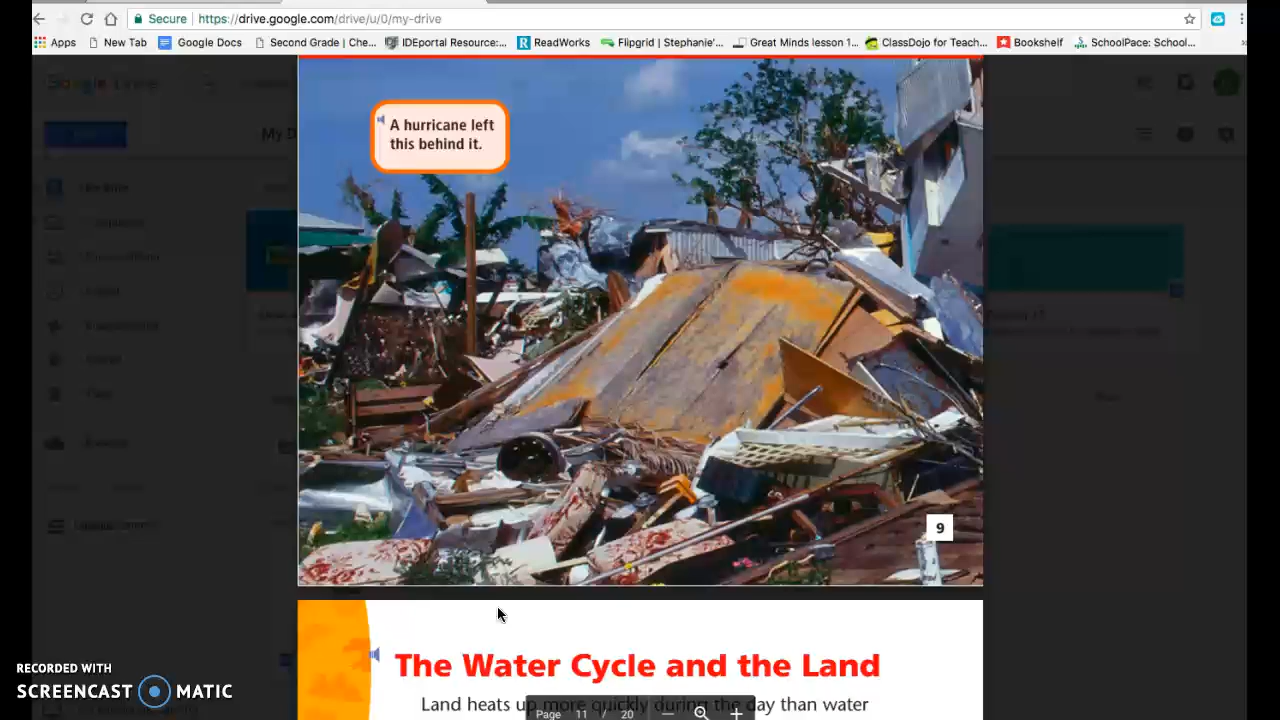 Secure
https://drive.google.com/drive/u/0/my-drive
Apps New Tab Google Docs Second Grade | Che... IDEportal Resource:... ReadWorks Flipgrid | Stephanie'... Great Minds lesson 1... ClassDojo for Teach... Bookshelf SchoolPace: School...
My D
A hurricane left
this behind it.
9
The Water Cycle and the Land
Land heats up more quickly during the day than water
Page 11 / 20
RECORDED WITH
SCREENCAST MATIC